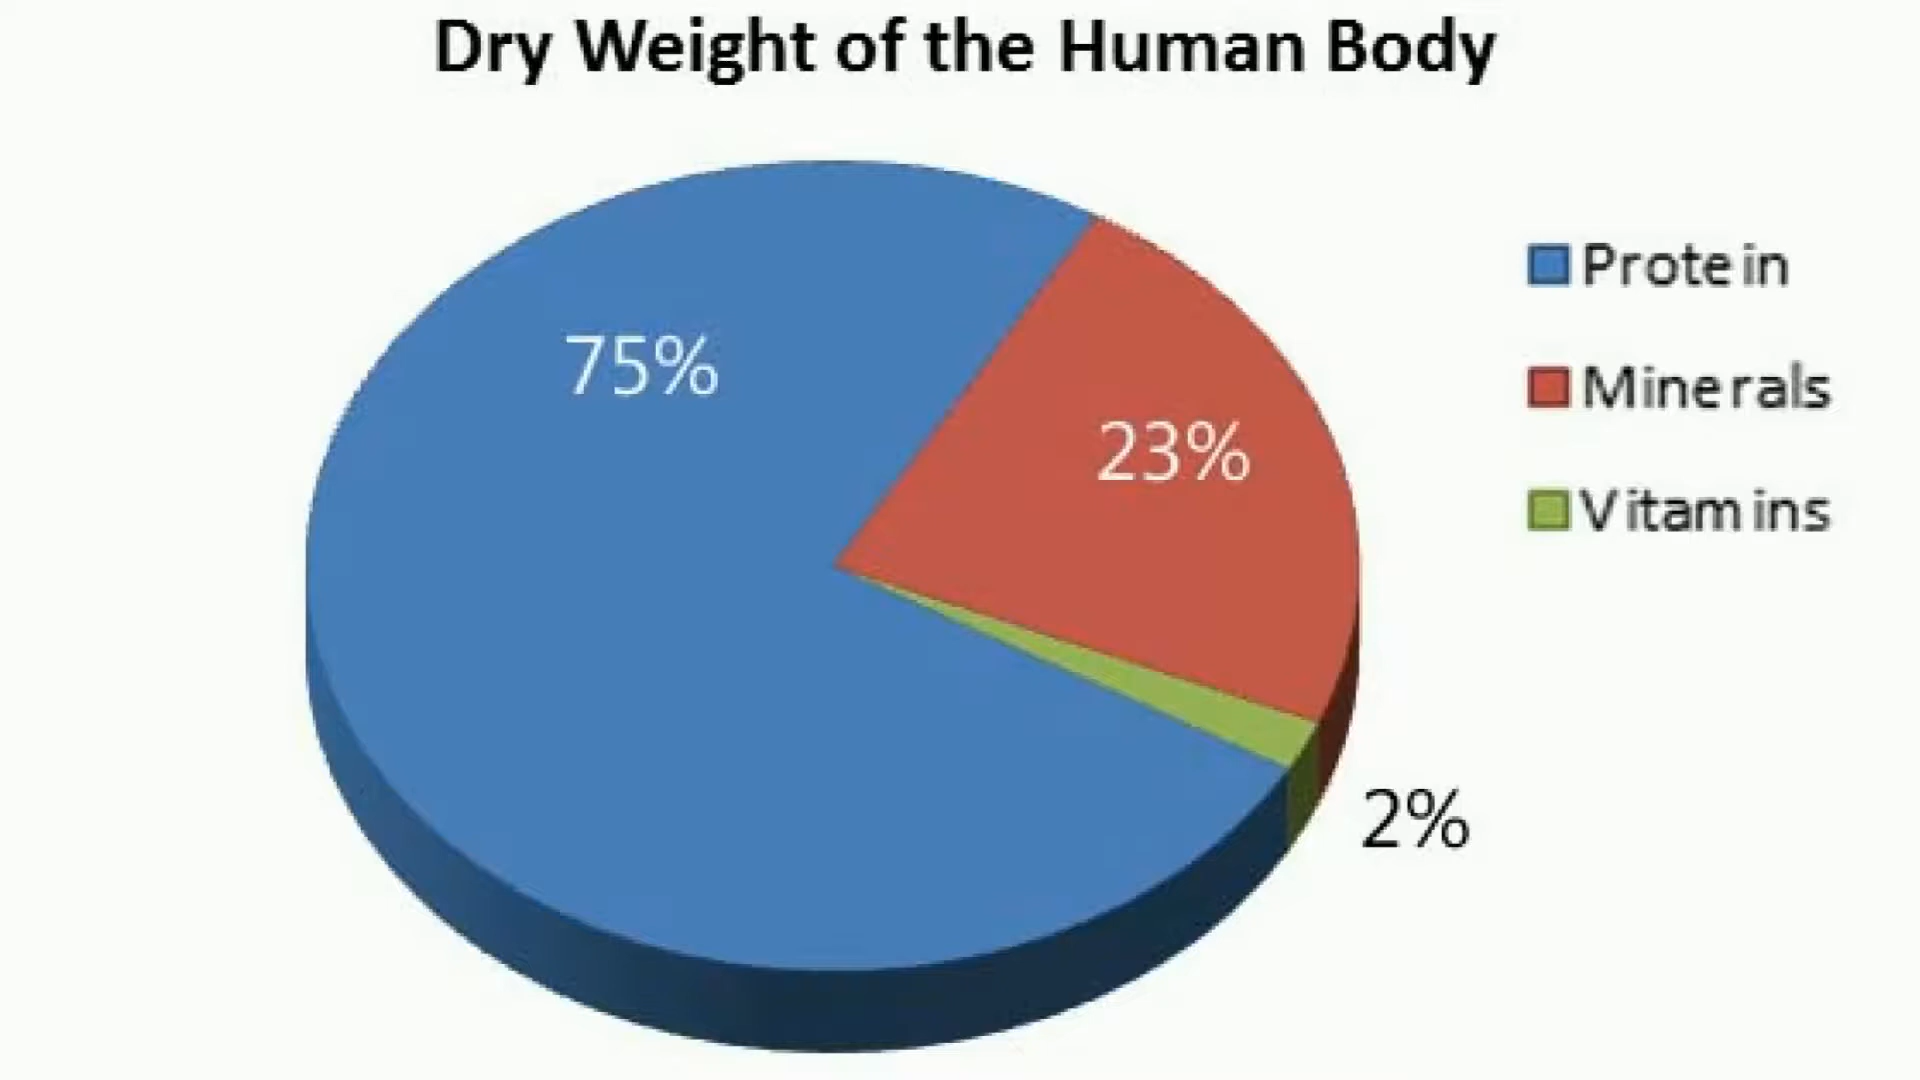 Dry Weight of the Human Body
75%
23%
2%
Protein
Minerals
Vitamins